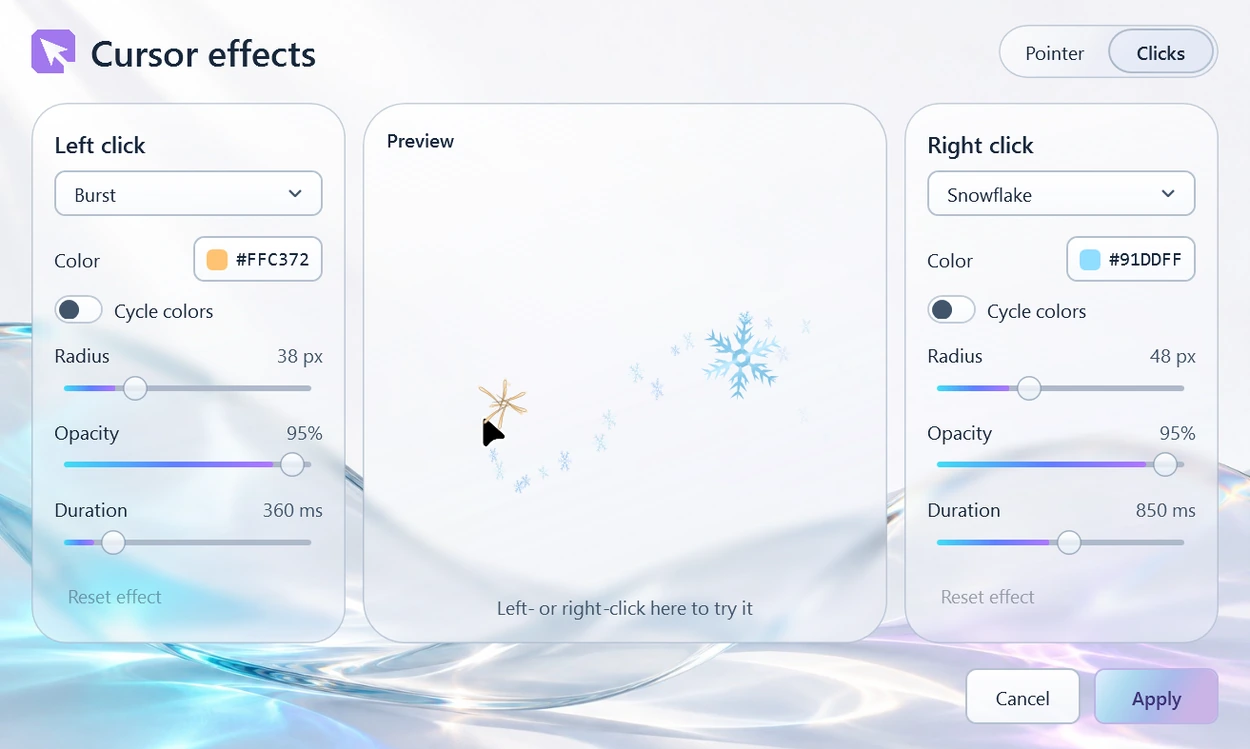 Cursor effects
Pointer
Clicks
Left click
Burst
Color
#FFC372
Cycle colors
Radius
38 px
Opacity
95%
Duration
360 ms
Reset effect
Preview
Left- or right-click here to try it
Right click
Snowflake
Color
#91DDFF
Cycle colors
Radius
48 px
Opacity
95%
Duration
850 ms
Reset effect
Cancel
Apply